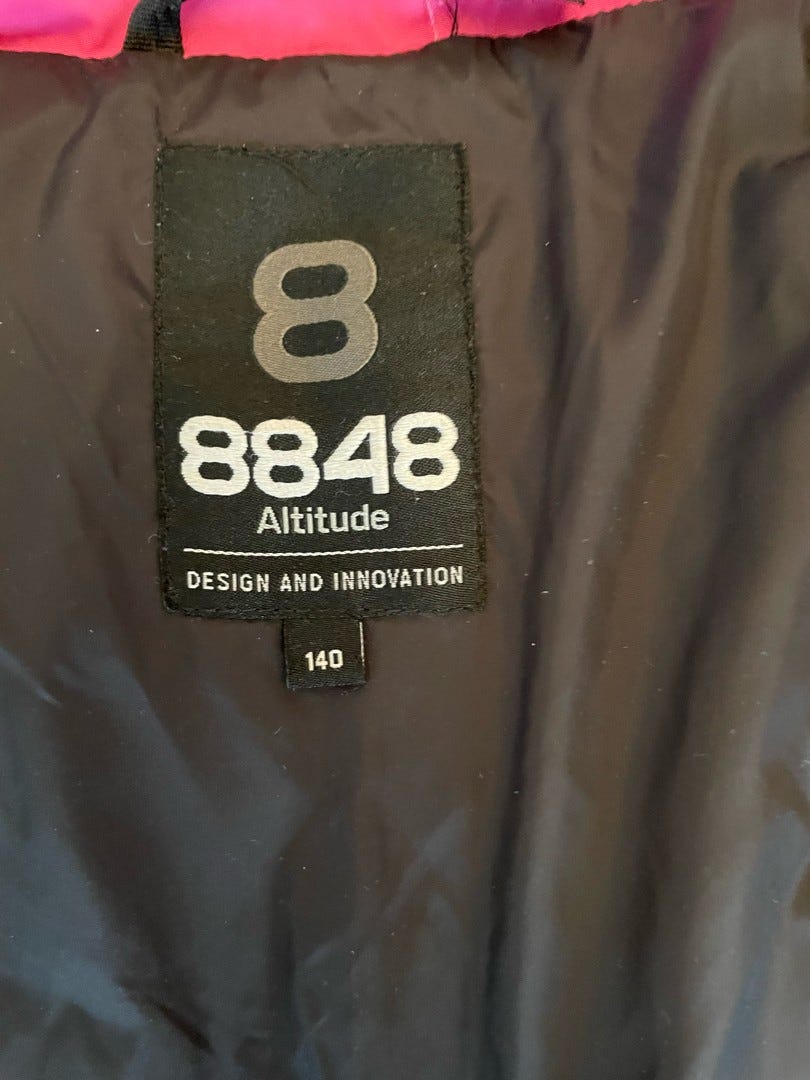 8
8848
Altitude
DESIGN AND INNOVATION
140